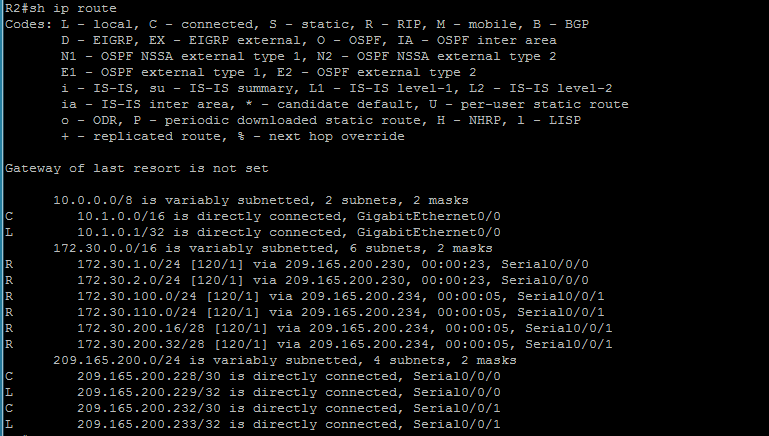 R2#sh ip route
Codes: L - local, C - connected, S - static, R - RIP, M - mobile, B - BGP
D - EIGRP, EX - EIGRP external, O - OSPF, IA - OSPF inter area
N1 - OSPF NSSA external type 1, N2 - OSPF NSSA external type 2
E1 - OSPF external type 1, E2 - OSPF external type 2
i - IS-IS, su - IS-IS summary, L1 - IS-IS level-1, L2 - IS-IS level-2
ia - IS-IS inter area, * - candidate default, U - per-user static route
o - ODR, P - periodic downloaded static route, H - NHRP, l - LISP
+ - replicated route, % - next hop override
Gateway of last resort is not set
10.0.0.0/8 is variably subnetted, 2 subnets, 2 masks
C 10.1.0.0/16 is directly connected, GigabitEthernet0/0
L 10.1.0.1/32 is directly connected, GigabitEthernet0/0
172.30.0.0/16 is variably subnetted, 6 subnets, 2 masks
R 172.30.1.0/24 [120/1] via 209.165.200.230, 00:00:23, Serial0/0/0
R 172.30.2.0/24 [120/1] via 209.165.200.230, 00:00:23, Serial0/0/0
R 172.30.100.0/24 [120/1] via 209.165.200.234, 00:00:05, Serial0/0/1
R 172.30.110.0/24 [120/1] via 209.165.200.234, 00:00:05, Serial0/0/1
R 172.30.200.16/28 [120/1] via 209.165.200.234, 00:00:05, Serial0/0/1
R 172.30.200.32/28 [120/1] via 209.165.200.234, 00:00:05, Serial0/0/1
209.165.200.0/24 is variably subnetted, 4 subnets, 2 masks
C 209.165.200.228/30 is directly connected, Serial0/0/0
L 209.165.200.229/32 is directly connected, Serial0/0/0
C 209.165.200.232/30 is directly connected, Serial0/0/1
L 209.165.200.233/32 is directly connected, Serial0/0/1